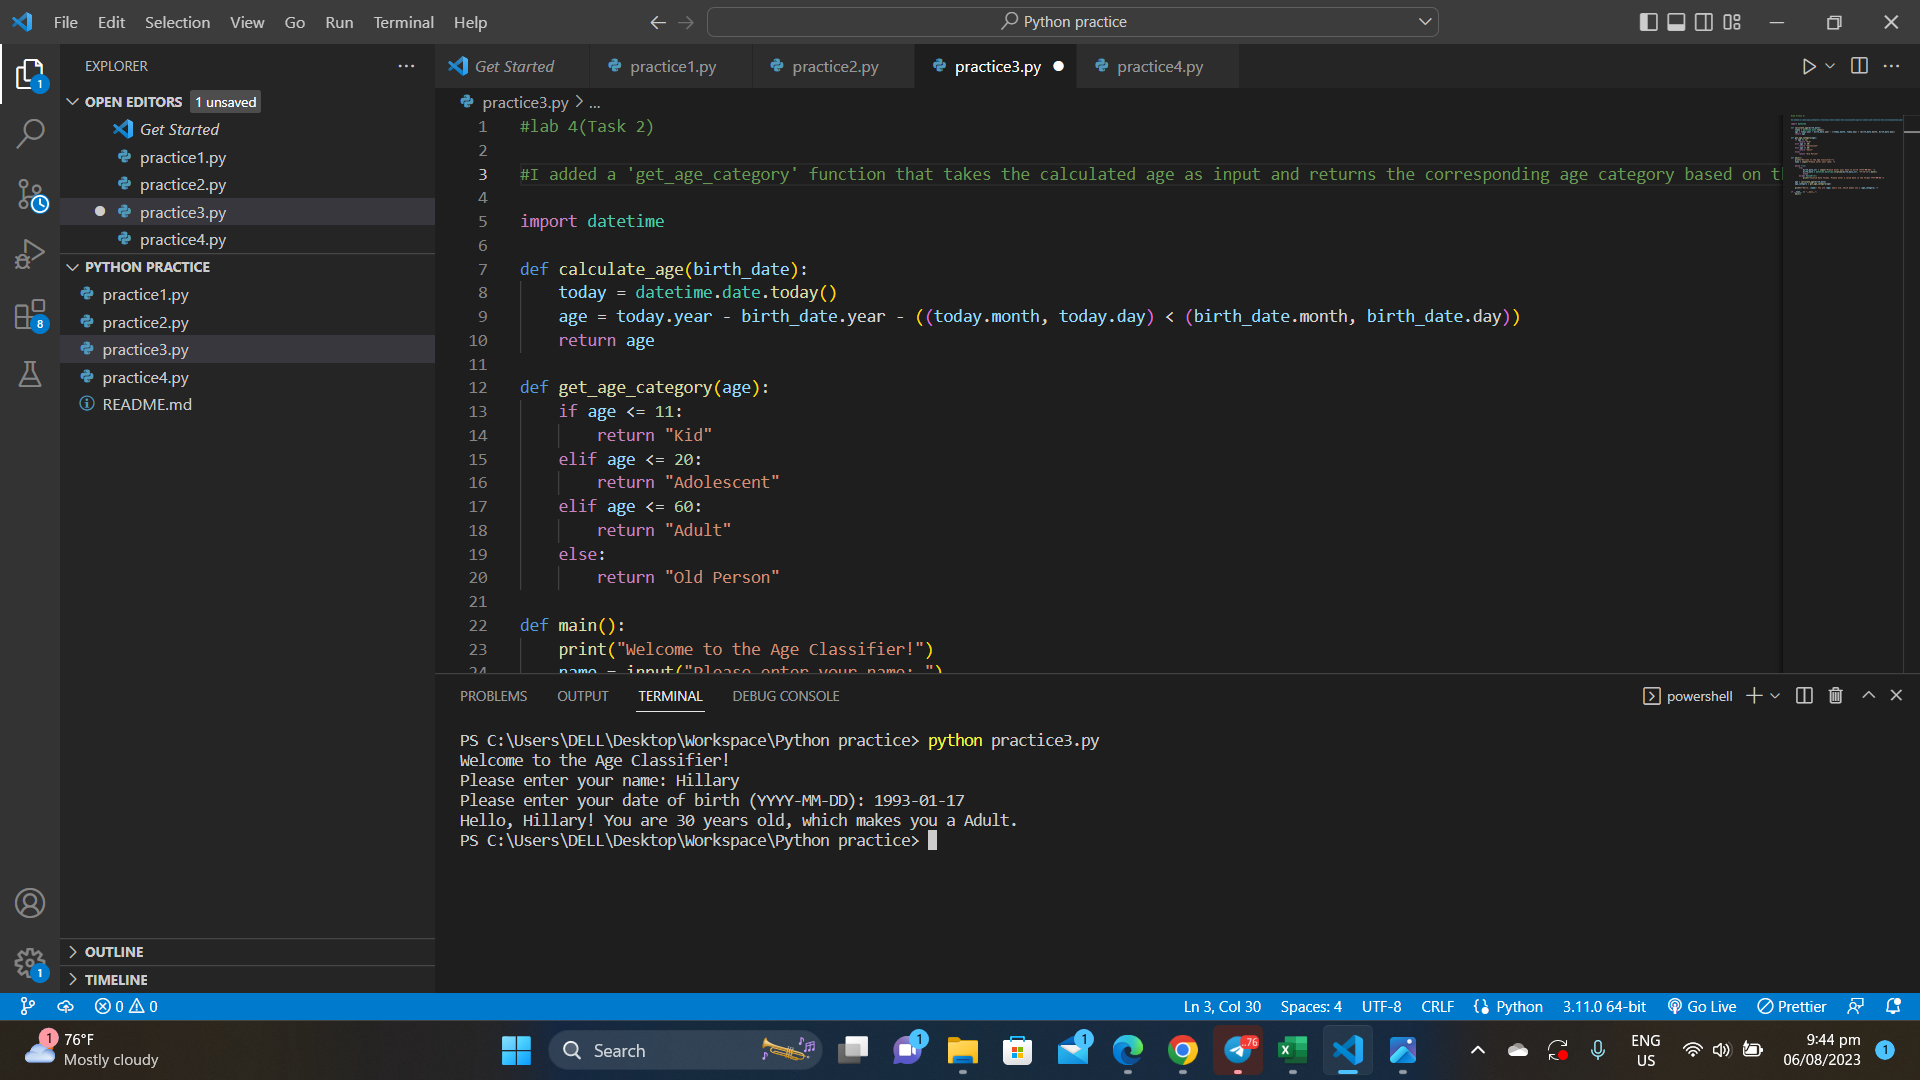 File Edit Selection View Go Run Terminal Help
Python practice
EXPLORER
OPEN EDITORS 1 unsaved
Get Started
practice1.py
practice2.py
practice3.py
practice4.py
PYTHON PRACTICE
practice1.py
practice2.py
practice3.py
practice4.py
README.md
OUTLINE
TIMELINE
1
8
1
Get Started practice1.py practice2.py practice3.py practice4.py
practice3.py > ...
1 #lab 4(Task 2)
2
3 #I added a 'get_age_category' function that takes the calculated age as input and returns the corresponding age category based on t
4
5 import datetime
6
7 def calculate_age(birth_date):
8 today = datetime.date.today()
9 age = today.year - birth_date.year - ((today.month, today.day) < (birth_date.month, birth_date.day))
10 return age
11
12 def get_age_category(age):
13 if age <= 11:
14 return "Kid"
15 elif age <= 20:
16 return "Adolescent"
17 elif age <= 60:
18 return "Adult"
19 else:
20 return "Old Person"
21
22 def main():
23 print("Welcome to the Age Classifier!")
24 name = input("Please enter your name: ")
PROBLEMS OUTPUT TERMINAL DEBUG CONSOLE
powershell
PS C:\Users\DELL\Desktop\Workspace\Python practice> python practice3.py
Welcome to the Age Classifier!
Please enter your name: Hillary
Please enter your date of birth (YYYY-MM-DD): 1993-01-17
Hello, Hillary! You are 30 years old, which makes you a Adult.
PS C:\Users\DELL\Desktop\Workspace\Python practice>
0 0
Ln 3, Col 30 Spaces: 4 UTF-8 CRLF Python 3.11.0 64-bit Go Live Prettier
1
76°F
Mostly cloudy
Search
1
1
76
ENG
US
9:44 pm
06/08/2023
1